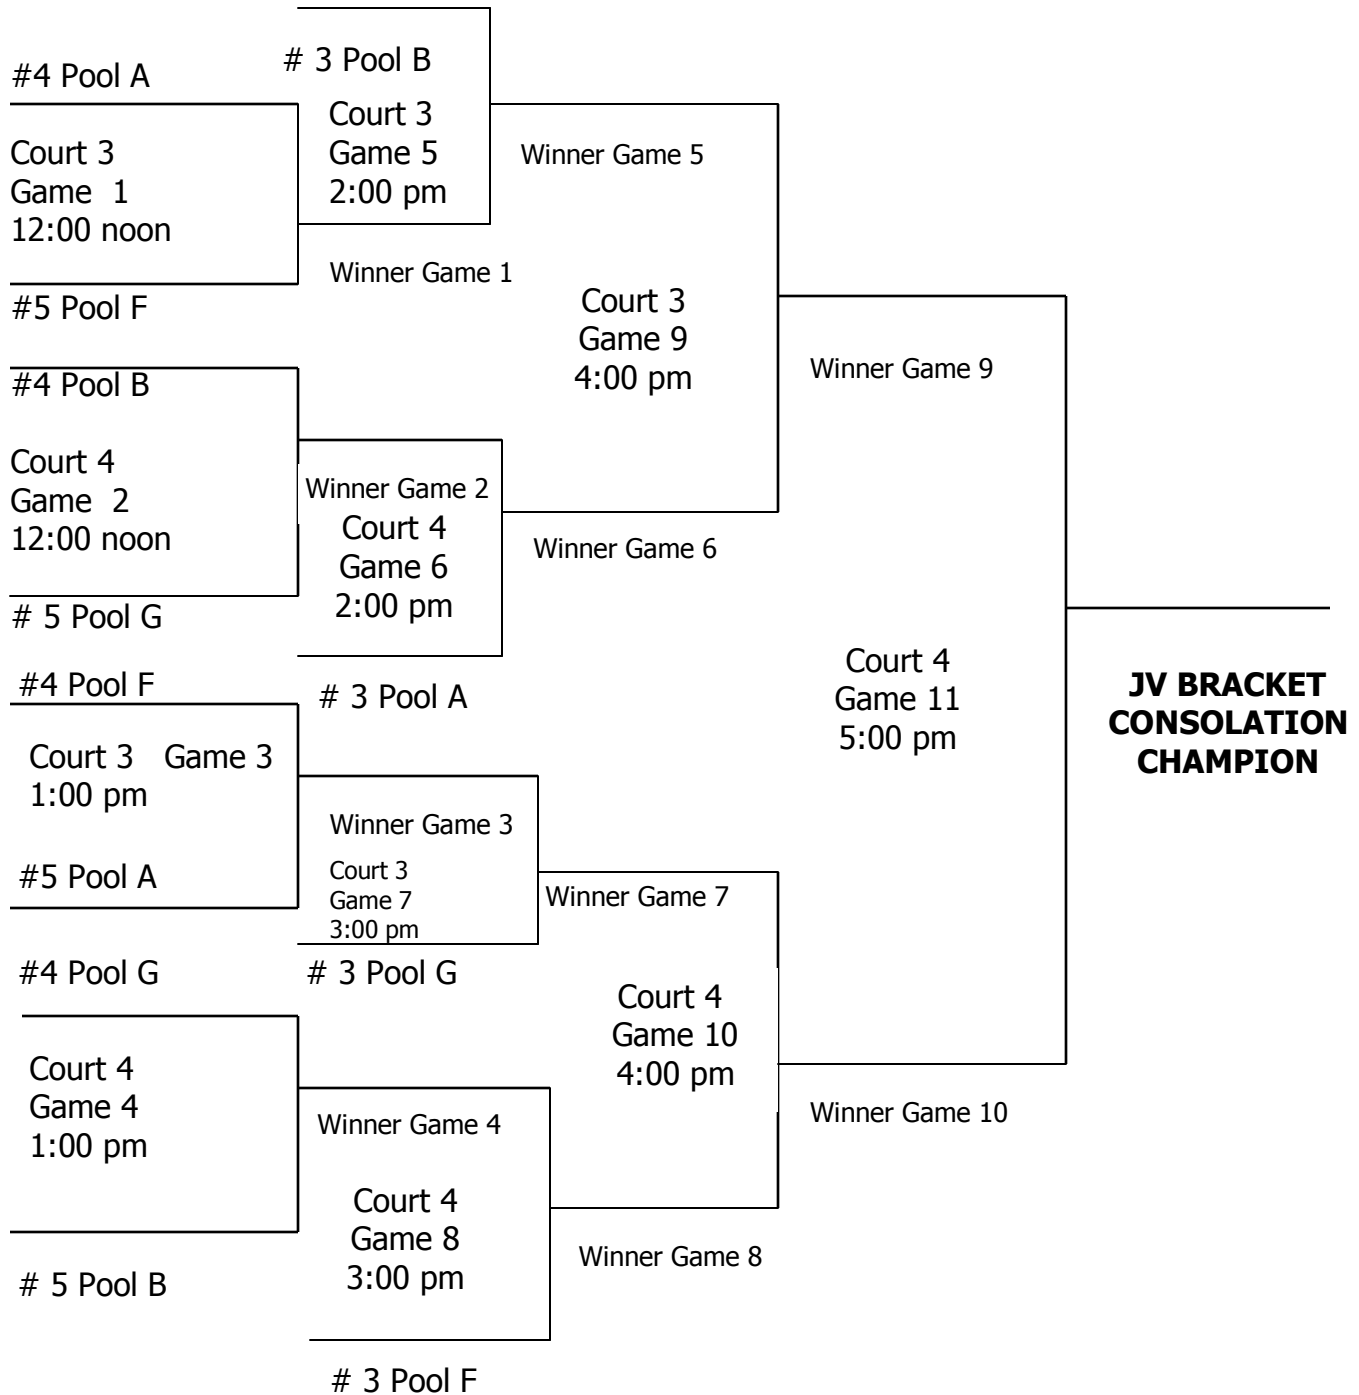 #4 Pool A
# 3 Pool B
Court 3
Game 5
2:00 pm
Court 3
Game  1
12:00 noon
Winner Game 5
Winner Game 1
#5 Pool F
Court 3
Game 9
4:00 pm
Winner Game 9
#4 Pool B
Court 4
Game  2
12:00 noon
Winner Game 2
Court 4
Game 6
2:00 pm
Winner Game 6
# 5 Pool G
# 3 Pool A
Court 4
Game 11
5:00 pm
JV BRACKET
CONSOLATION
CHAMPION
#4 Pool F
Court 3   Game 3
1:00 pm
#5 Pool A
Winner Game 3
Court 3
Game 7
3:00 pm
Winner Game 7
# 3 Pool G
#4 Pool G
Court 4
Game 10
4:00 pm
Winner Game 10
Court 4
Game 4
1:00 pm
Winner Game 4
Court 4
Game 8
3:00 pm
Winner Game 8
# 5 Pool B
# 3 Pool F